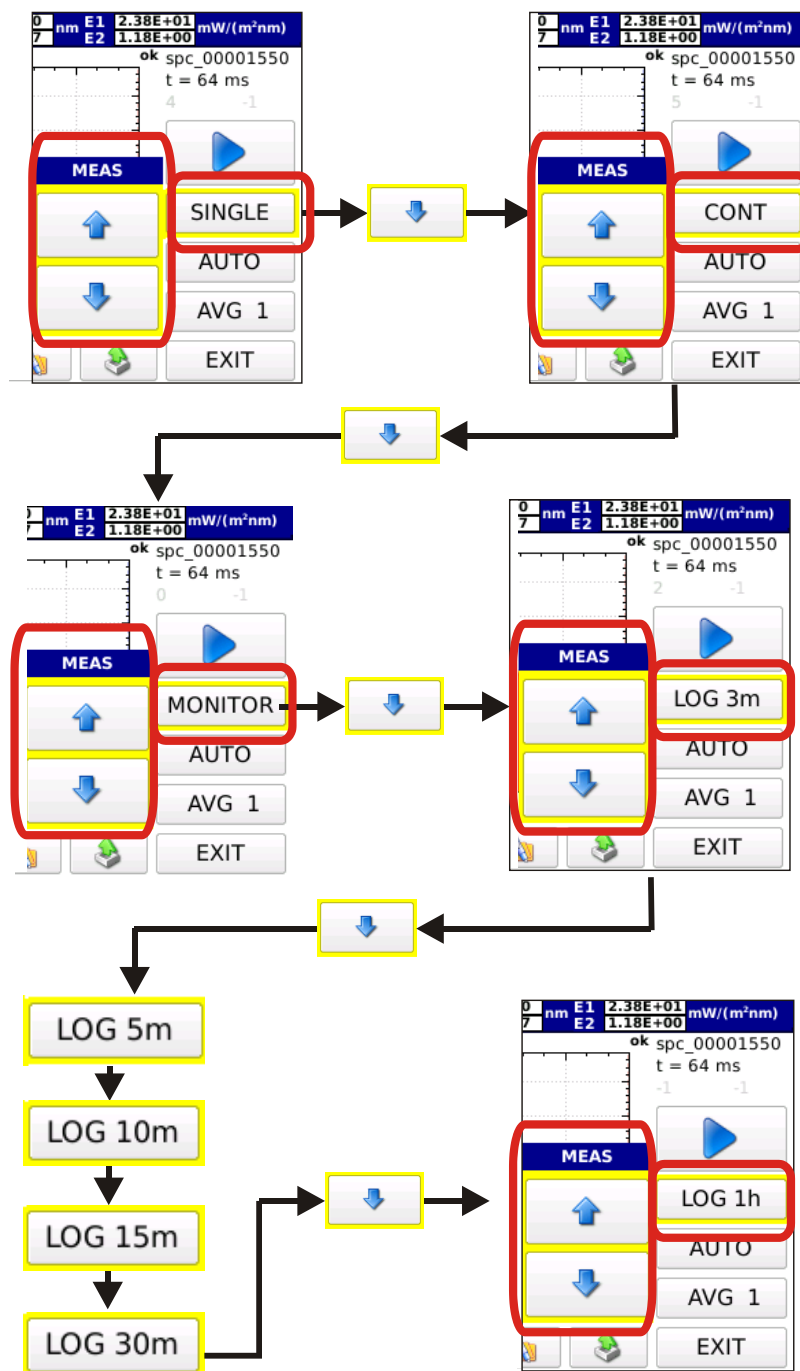 0 nm E1 2.38E+01 mW/(m²nm)
7 E2 1.18E+00
ok spc_00001550
t = 64 ms
4 -1
MEAS
SINGLE
AUTO
AVG 1
EXIT
0 nm E1 2.38E+01 mW/(m²nm)
7 E2 1.18E+00
ok spc_00001550
t = 64 ms
5 -1
MEAS
CONT
AUTO
AVG 1
EXIT
nm E1 2.38E+01 mW/(m²nm)
E2 1.18E+00
ok spc_00001550
t = 64 ms
0 -1
MEAS
MONITOR
AUTO
AVG 1
EXIT
0 nm E1 2.38E+01 mW/(m²nm)
7 E2 1.18E+00
ok spc_00001550
t = 64 ms
2 -1
MEAS
LOG 3m
AUTO
AVG 1
EXIT
LOG 5m
LOG 10m
LOG 15m
LOG 30m
0 nm E1 2.38E+01 mW/(m²nm)
7 E2 1.18E+00
ok spc_00001550
t = 64 ms
-1 -1
MEAS
LOG 1h
AUTO
AVG 1
EXIT